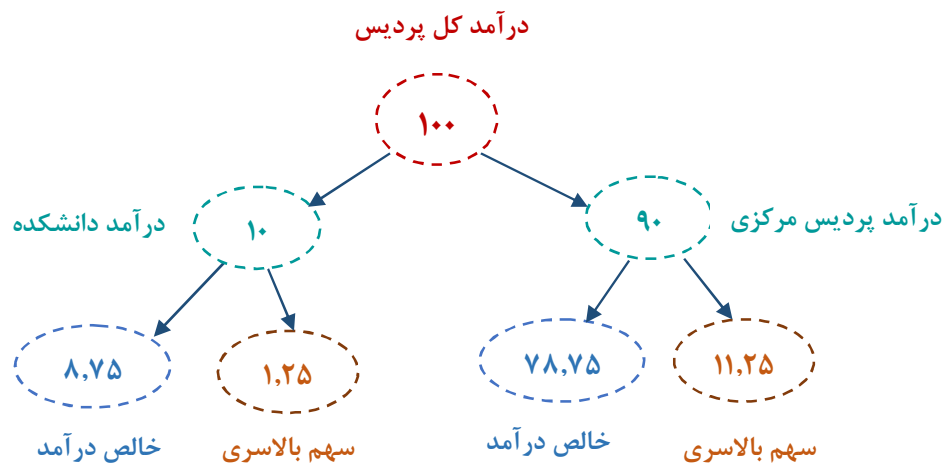 درآمد کل پردیس
۱۰۰
درآمد پردیس مرکزی
۹۰
۱۰
درآمد دانشکده
۱۱,۲۵
۷۸,۷۵
۱,۲۵
۸,۷۵
سهم بالاسری
خالص درآمد
سهم بالاسری
خالص درآمد